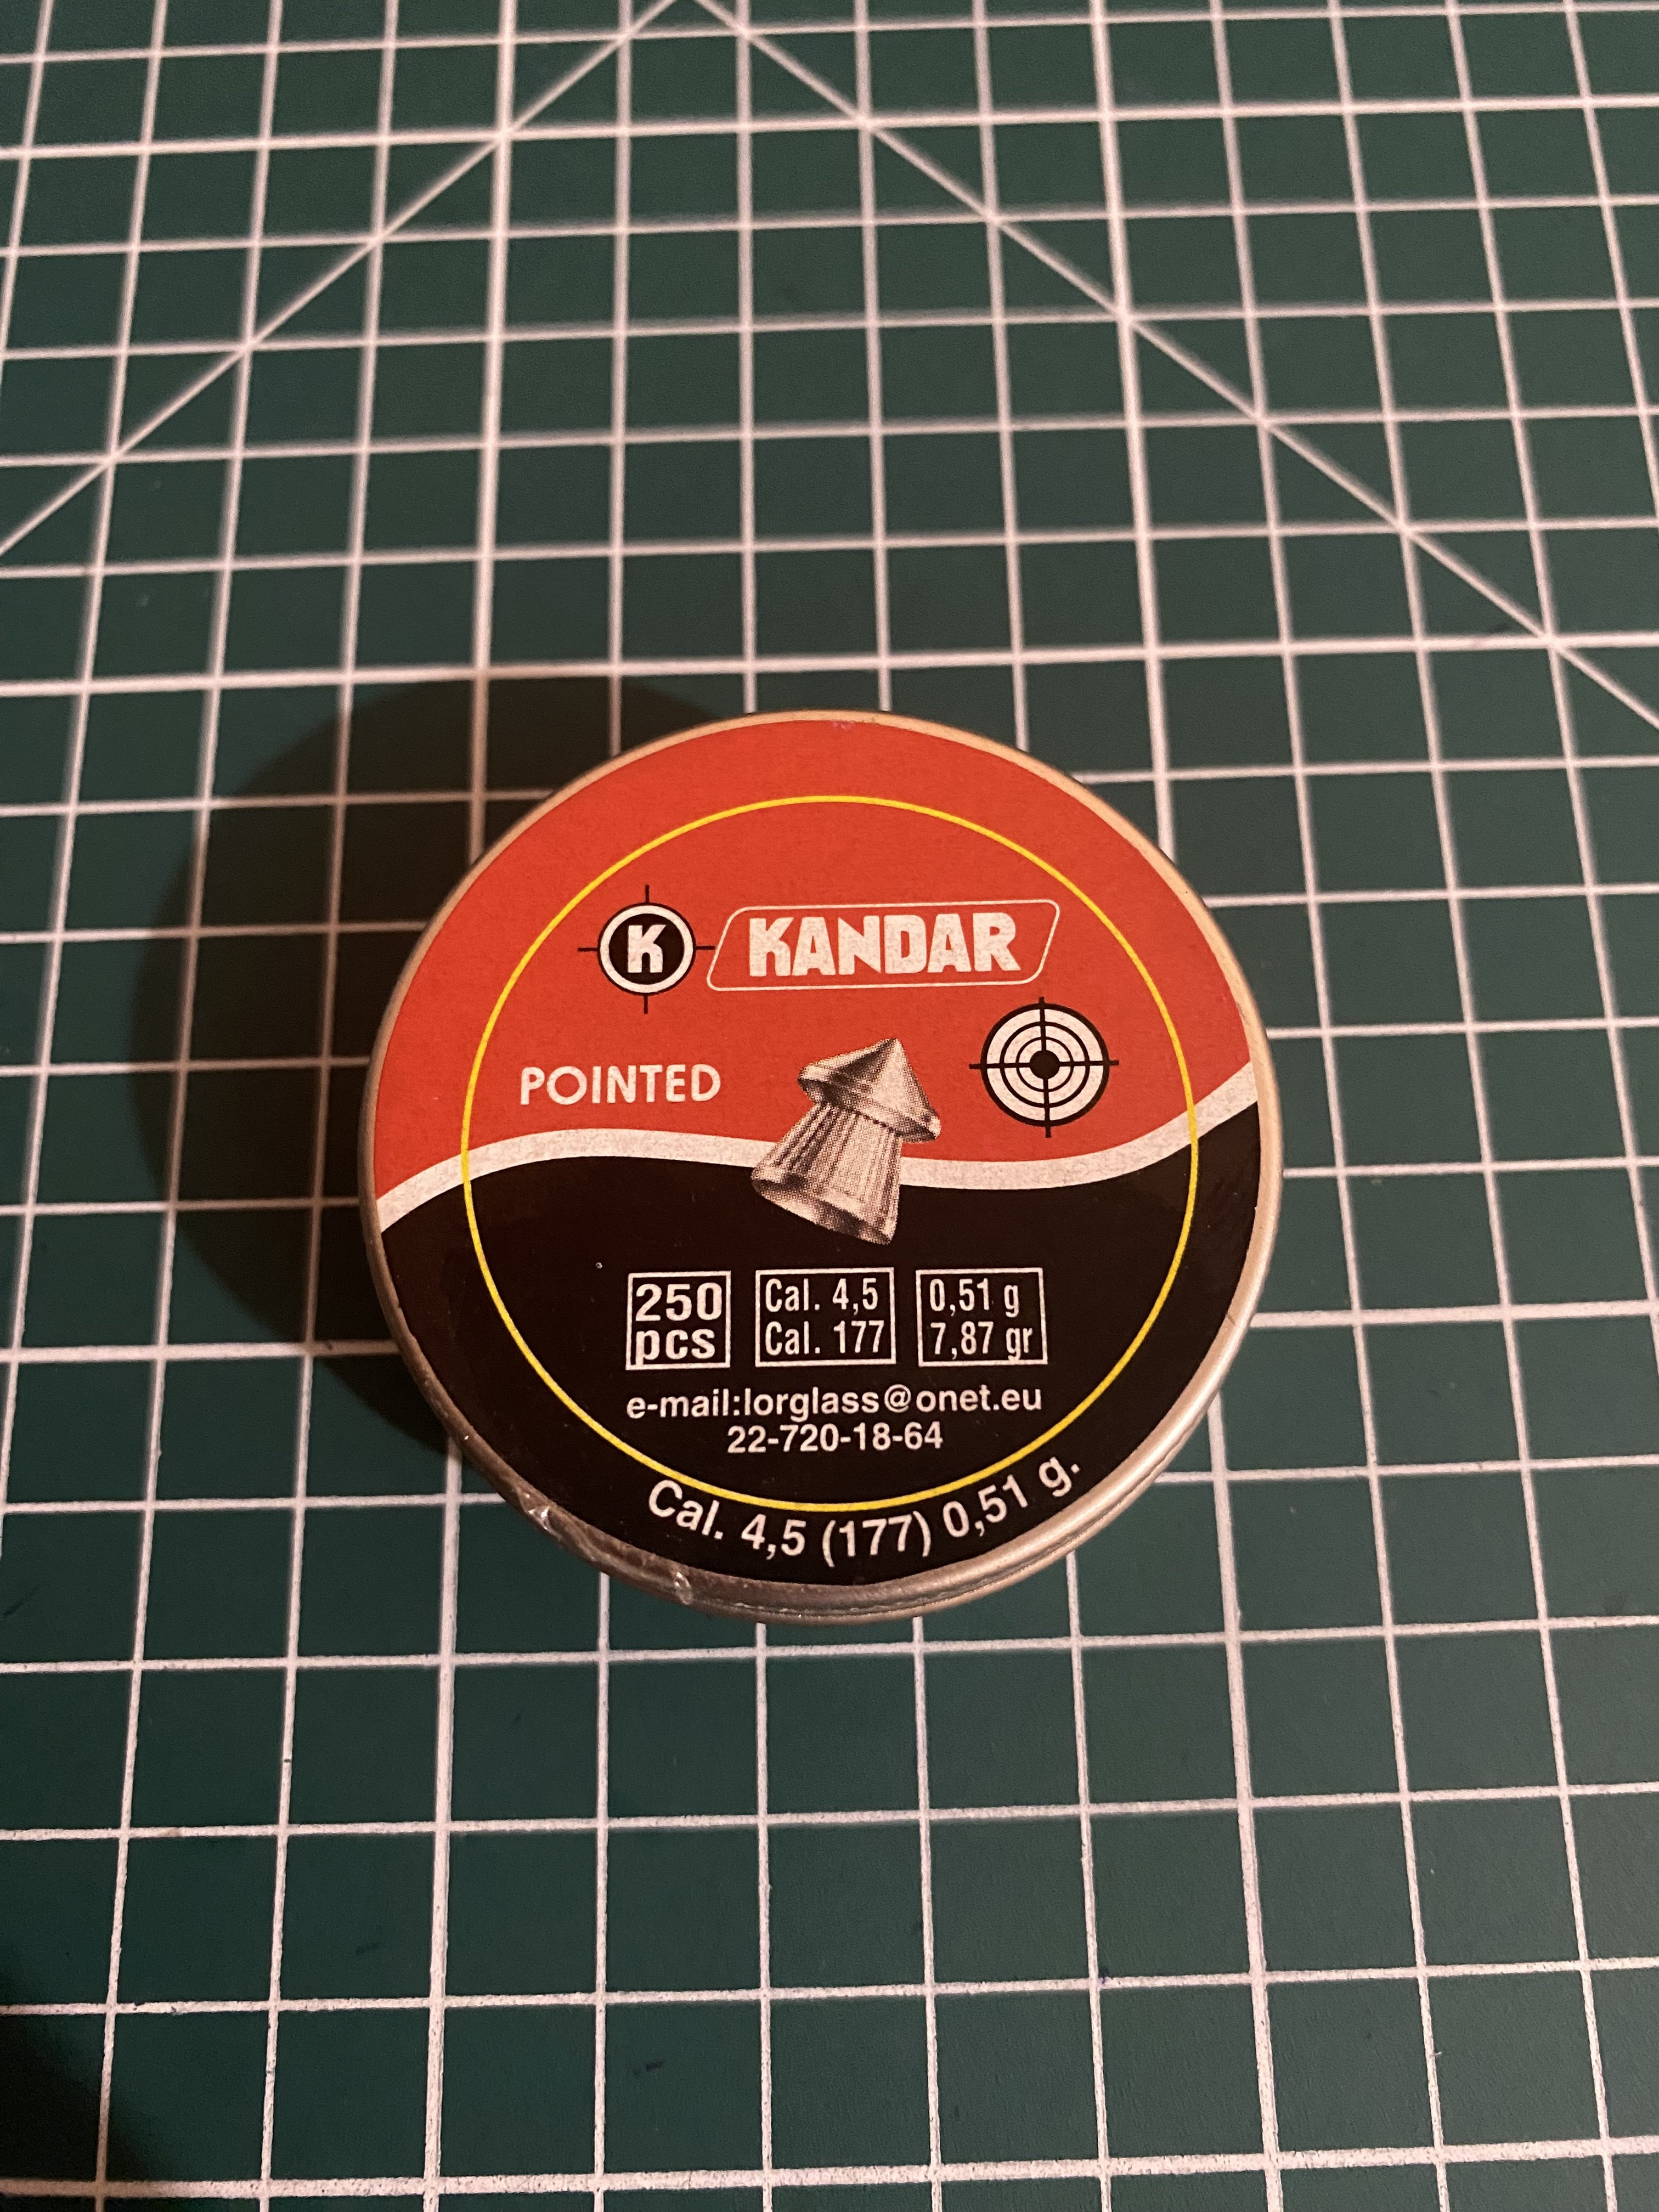 K KANDAR
POINTED
250 pcs
Cal. 4,5
Cal. 177
0,51 g
7,87 gr
e-mail:lorglass@onet.eu
22-720-18-64
Cal. 4,5 (177) 0,51 g.